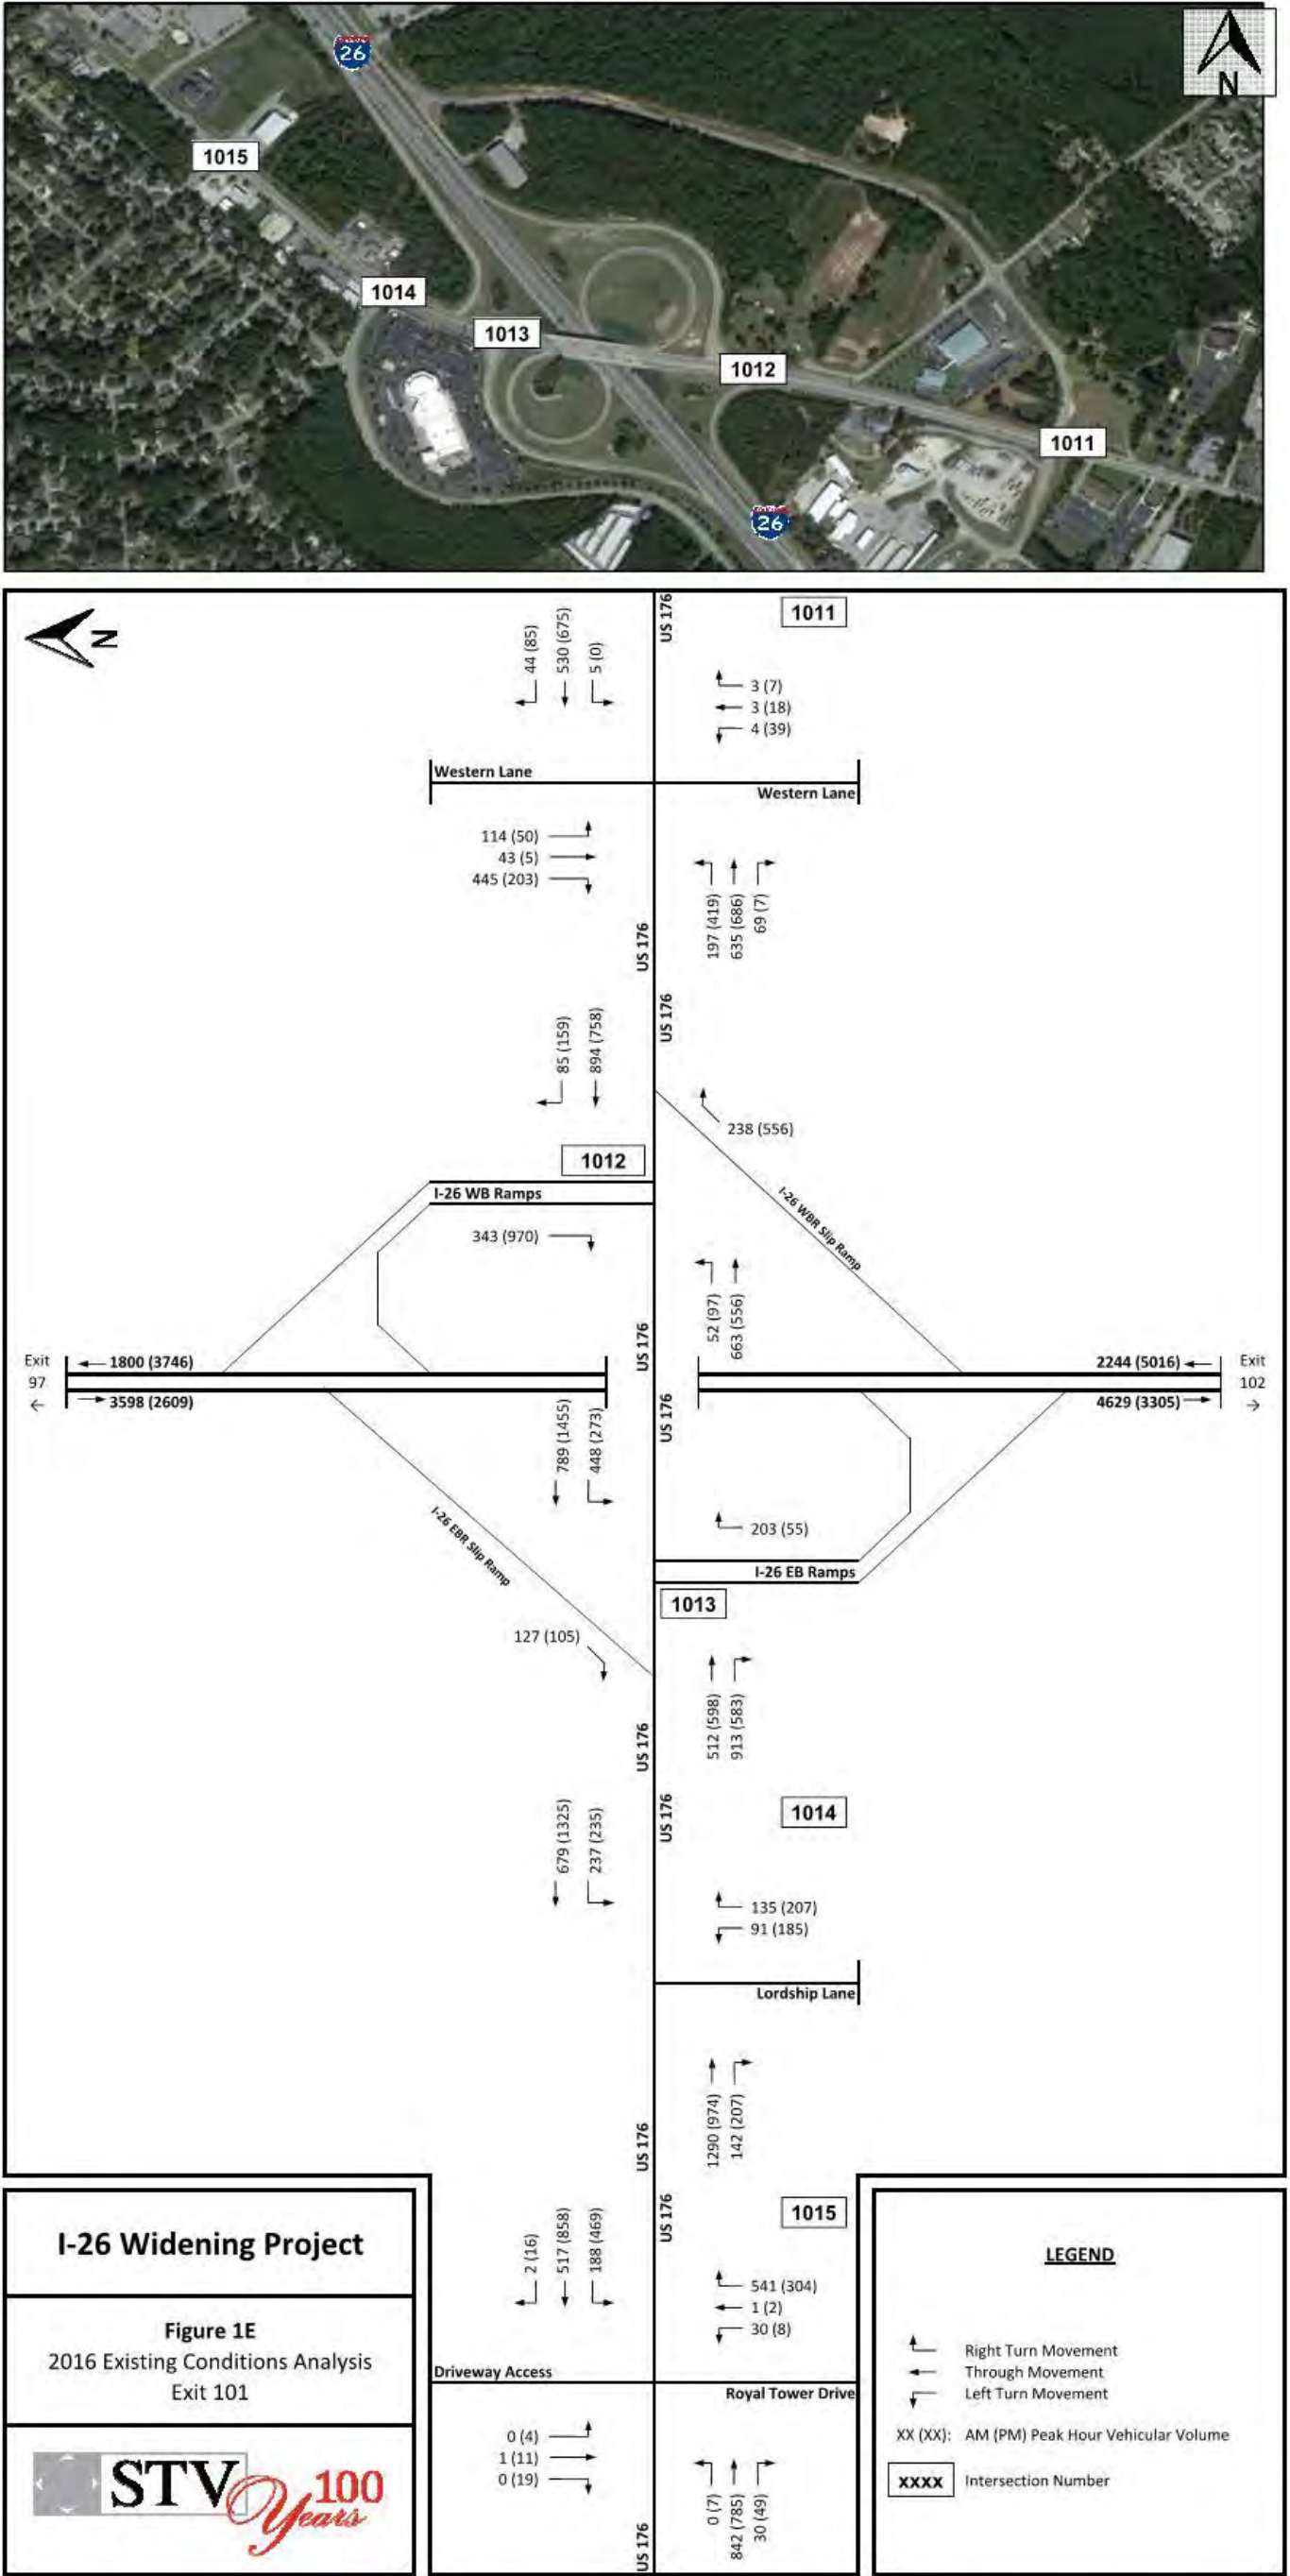 26
N
1015
1014
1013
1012
1011
26
N
US 176
1011
44 (85)
530 (675)
5 (0)
3 (7)
3 (18)
4 (39)
Western Lane
Western Lane
114 (50)
43 (5)
445 (203)
197 (419)
635 (686)
69 (7)
US 176
US 176
85 (159)
894 (758)
238 (556)
1012
I-26 WB Ramps
I-26 WBR Slip Ramp
343 (970)
52 (97)
663 (556)
US 176
Exit
97
←
1800 (3746)
3598 (2609)
2244 (5016)
4629 (3305)
Exit
102
→
789 (1455)
448 (273)
US 176
I-26 EBR Slip Ramp
203 (55)
I-26 EB Ramps
1013
127 (105)
512 (598)
913 (583)
US 176
US 176
1014
679 (1325)
237 (235)
135 (207)
91 (185)
Lordship Lane
1290 (974)
142 (207)
US 176
US 176
1015
2 (16)
517 (858)
188 (469)
541 (304)
1 (2)
30 (8)
Driveway Access
Royal Tower Drive
0 (4)
1 (11)
0 (19)
0 (7)
842 (785)
30 (49)
US 176
I-26 Widening Project
Figure 1E
2016 Existing Conditions Analysis
Exit 101
STV 100
Years
LEGEND
Right Turn Movement
Through Movement
Left Turn Movement
XX (XX): AM (PM) Peak Hour Vehicular Volume
XXXX Intersection Number